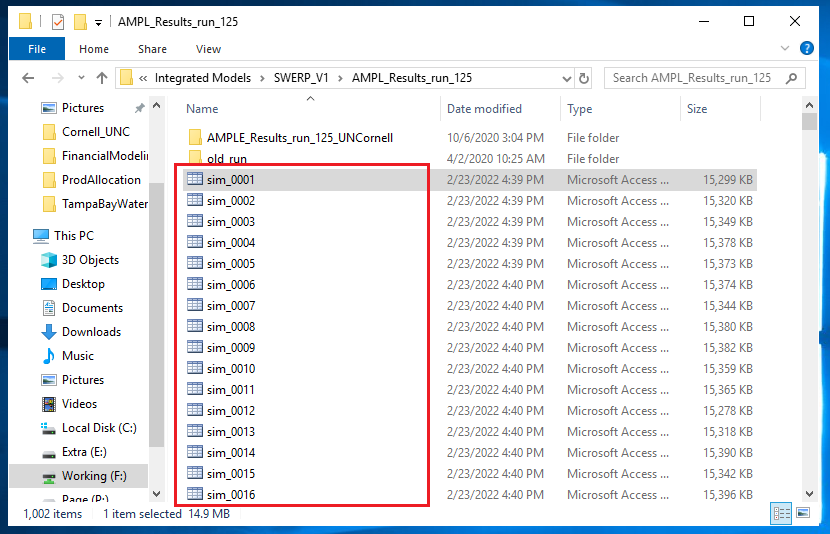 AMPL_Results_run_125
File Home Share View
« Integrated Models > SWERP_V1 > AMPL_Results_run_125 Search AMPL_Results_run_125
Pictures
Cornell_UNC
FinancialModelin
ProdAllocation
TampaBayWater
This PC
3D Objects
Desktop
Documents
Downloads
Music
Pictures
Videos
Local Disk (C:)
Extra (E:)
Working (F:)
Page (P:)
Name Date modified Type Size
AMPLE_Results_run_125_UNCornell 10/6/2020 3:04 PM File folder
old_run 4/2/2020 10:25 AM File folder
sim_0001 2/23/2022 4:39 PM Microsoft Access ... 15,299 KB
sim_0002 2/23/2022 4:39 PM Microsoft Access ... 15,320 KB
sim_0003 2/23/2022 4:39 PM Microsoft Access ... 15,349 KB
sim_0004 2/23/2022 4:39 PM Microsoft Access ... 15,378 KB
sim_0005 2/23/2022 4:39 PM Microsoft Access ... 15,373 KB
sim_0006 2/23/2022 4:40 PM Microsoft Access ... 15,374 KB
sim_0007 2/23/2022 4:40 PM Microsoft Access ... 15,344 KB
sim_0008 2/23/2022 4:40 PM Microsoft Access ... 15,380 KB
sim_0009 2/23/2022 4:40 PM Microsoft Access ... 15,382 KB
sim_0010 2/23/2022 4:40 PM Microsoft Access ... 15,359 KB
sim_0011 2/23/2022 4:40 PM Microsoft Access ... 15,365 KB
sim_0012 2/23/2022 4:40 PM Microsoft Access ... 15,278 KB
sim_0013 2/23/2022 4:40 PM Microsoft Access ... 15,318 KB
sim_0014 2/23/2022 4:40 PM Microsoft Access ... 15,390 KB
sim_0015 2/23/2022 4:40 PM Microsoft Access ... 15,342 KB
sim_0016 2/23/2022 4:40 PM Microsoft Access ... 15,396 KB
1,002 items 1 item selected 14.9 MB